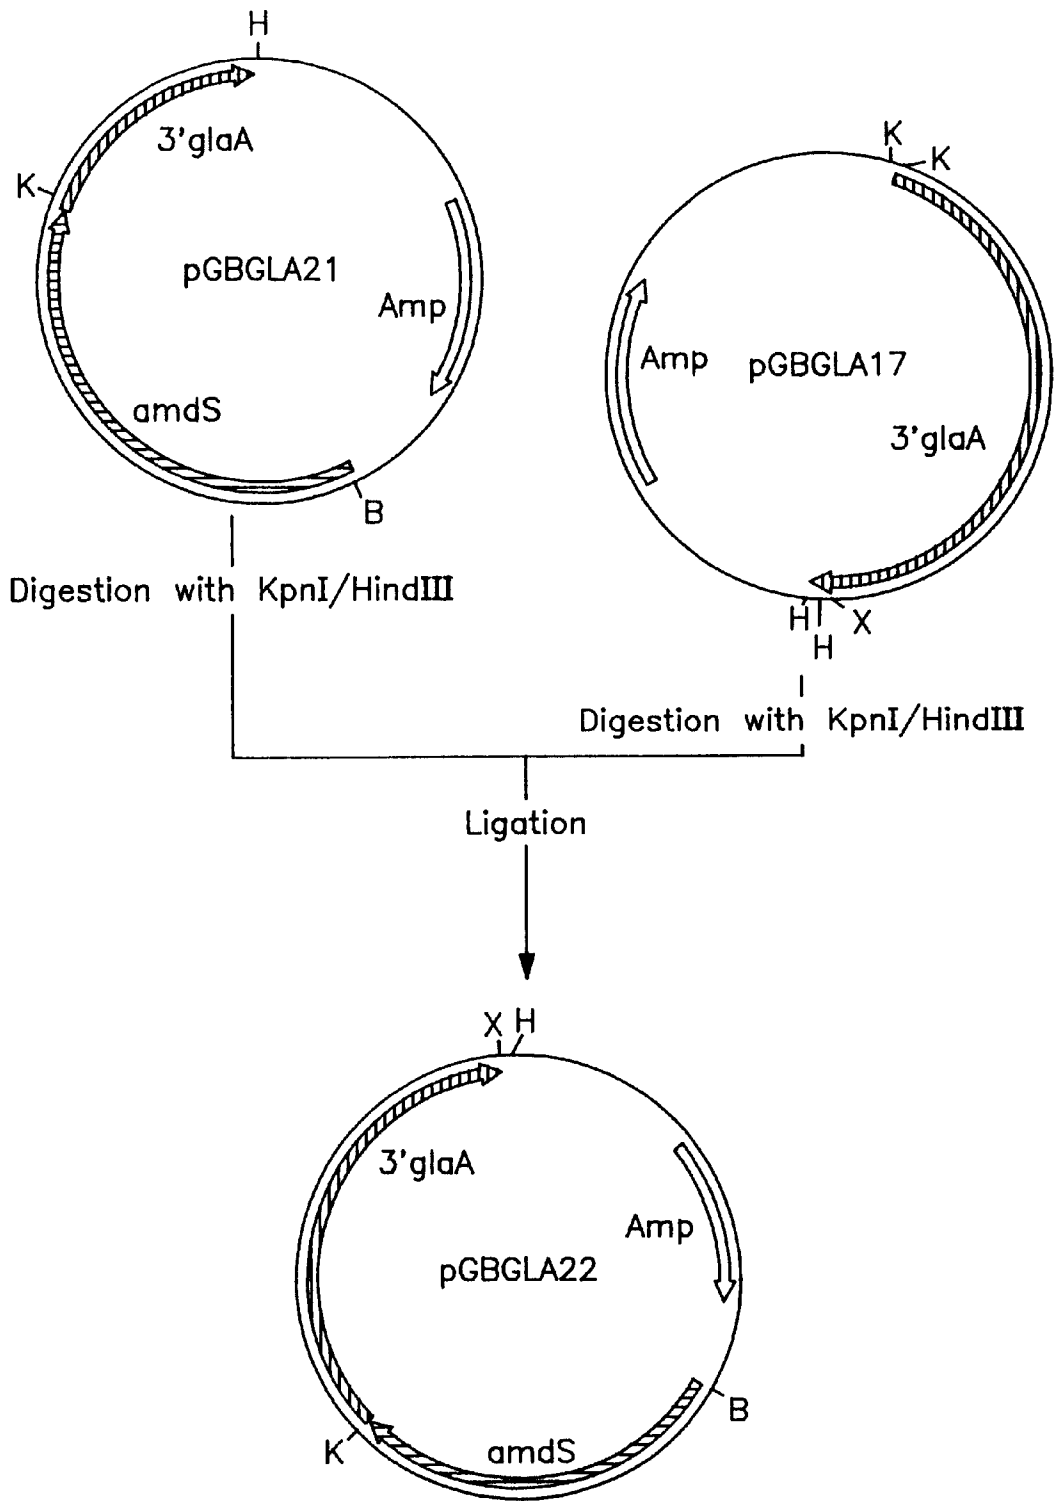 H
3'glaA
K
pGBGLA21
Amp
amdS
B
K
K
Amp
pGBGLA17
3'glaA
H
H
X
Digestion with KpnI/HindIII
Digestion with KpnI/HindIII
Ligation
X H
3'glaA
Amp
pGBGLA22
B
K
amdS